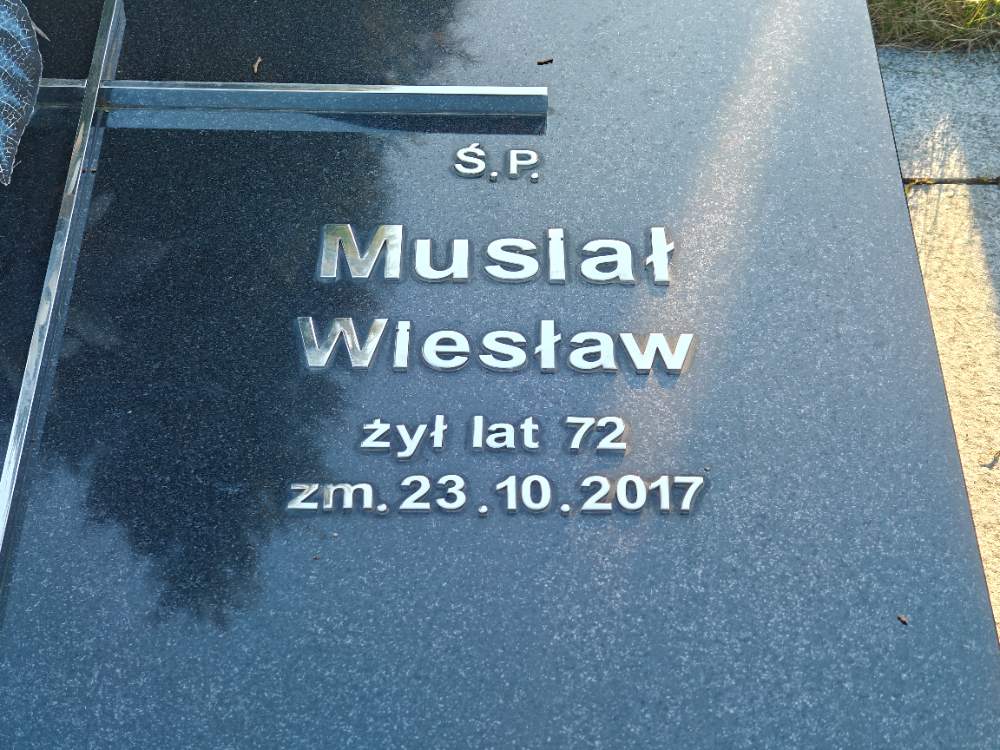 Ś.P.
Musiał
Wiesław
żył lat 72
zm.23.10.2017